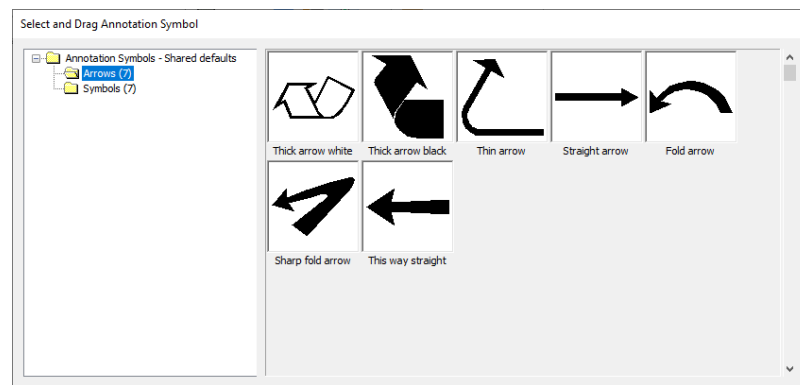 Select and Drag Annotation Symbol
Annotation Symbols - Shared defaults
Arrows (7)
Symbols (7)
Thick arrow white
Thick arrow black
Thin arrow
Straight arrow
Fold arrow
Sharp fold arrow
This way straight